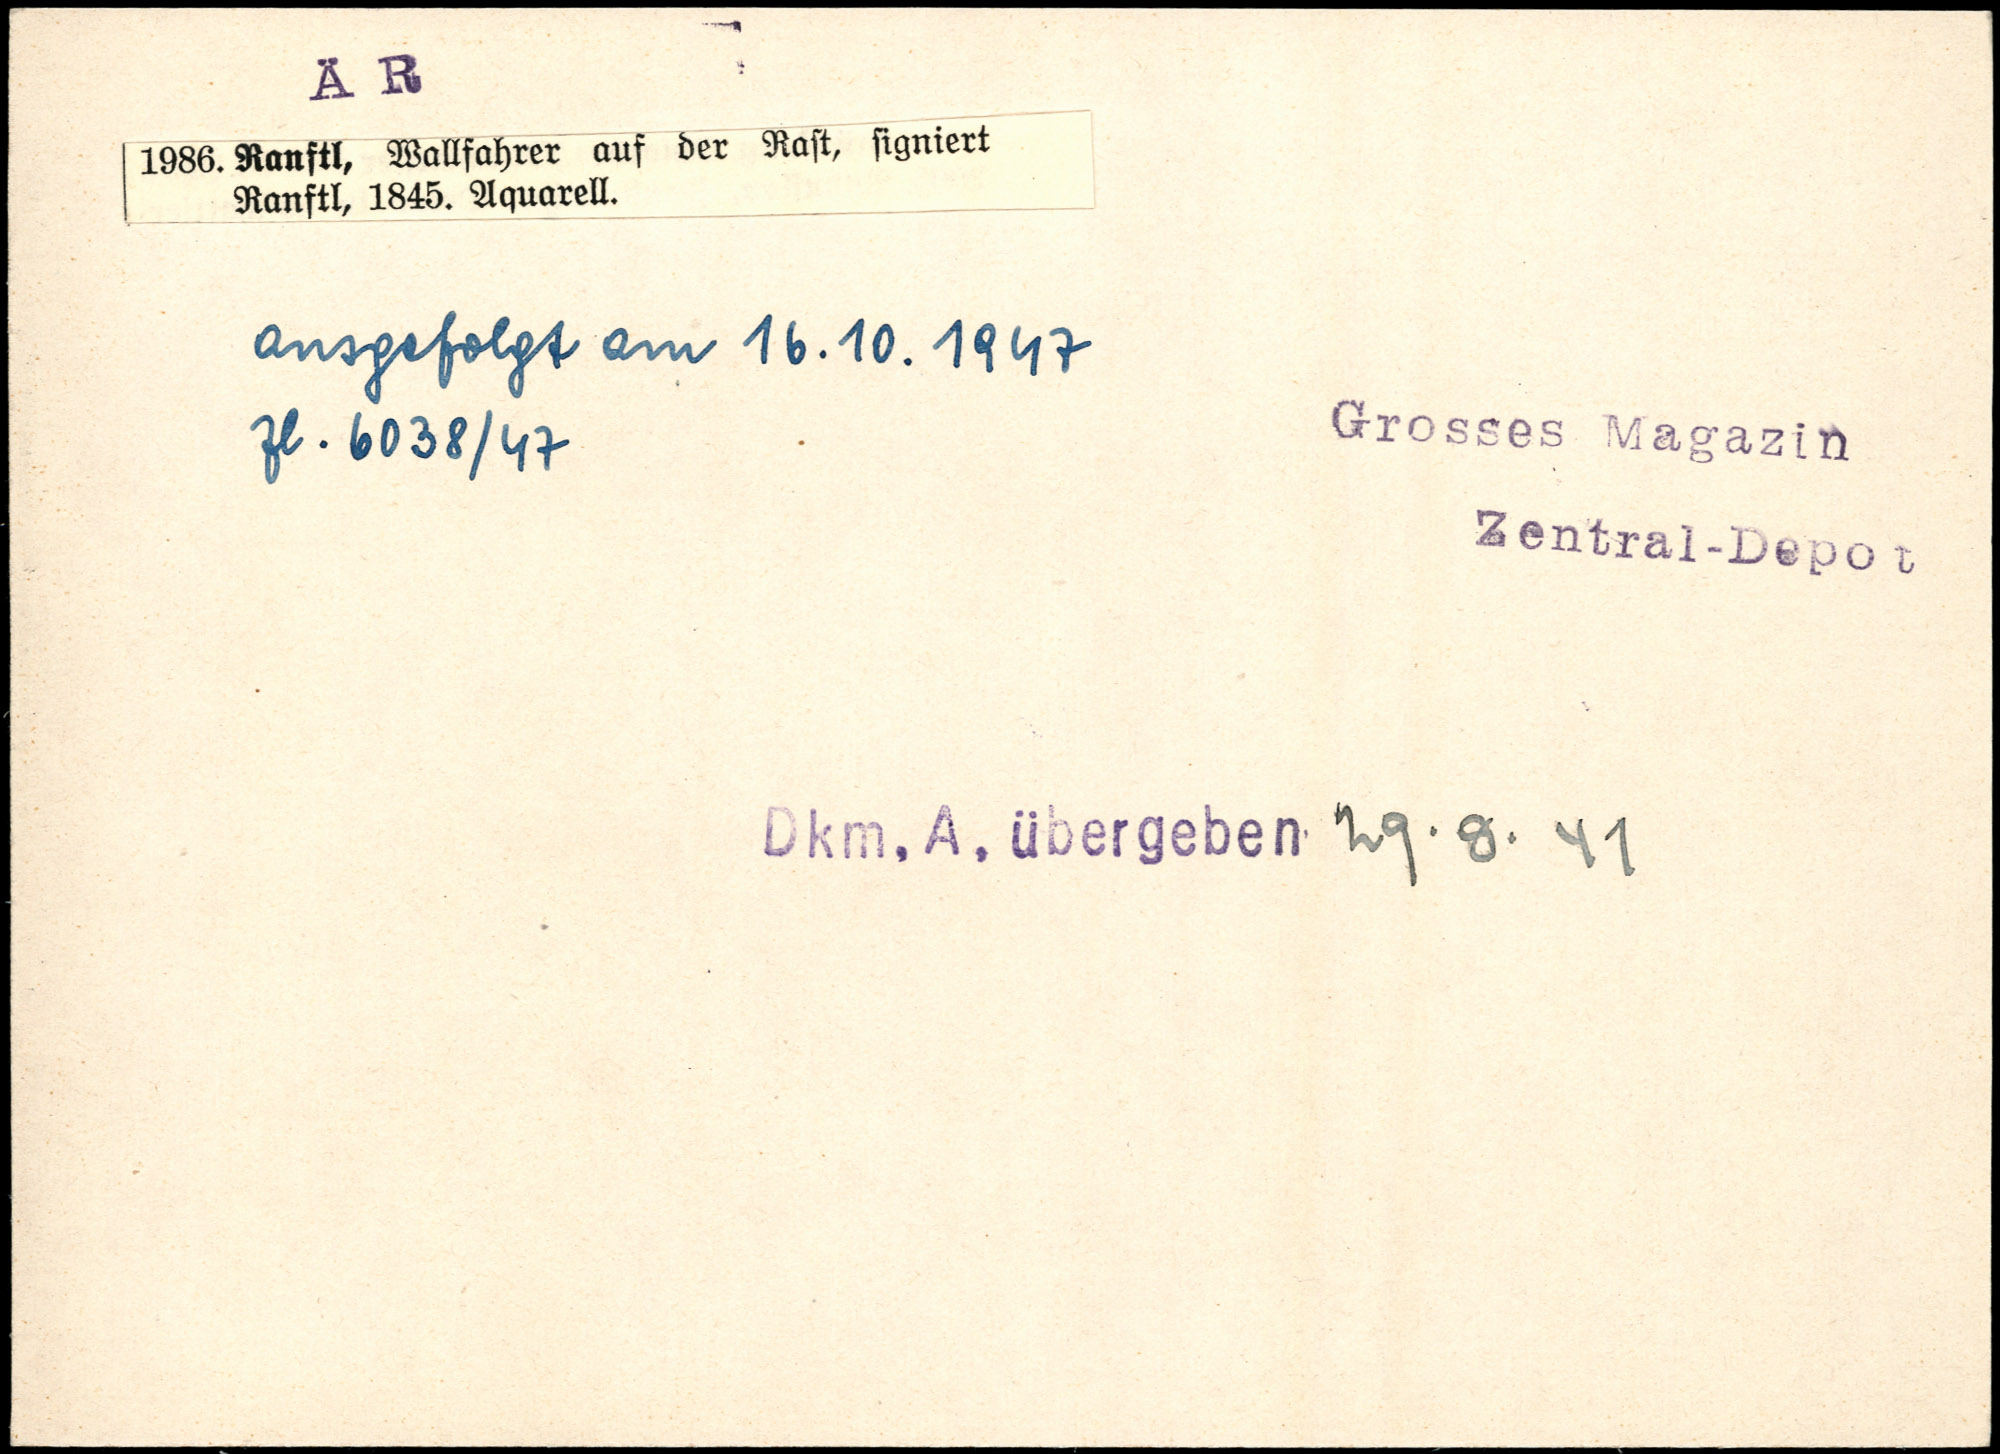 Ä R
1986. Ranftl, Wallfahrer auf der Rast, signiert
Ranftl, 1845. Aquarell.
ausgefolgt am 16.10.1947
Zl. 6038/47
Grosses Magazin
Zentral-Depot
Dkm. A. übergeben 29.8.41